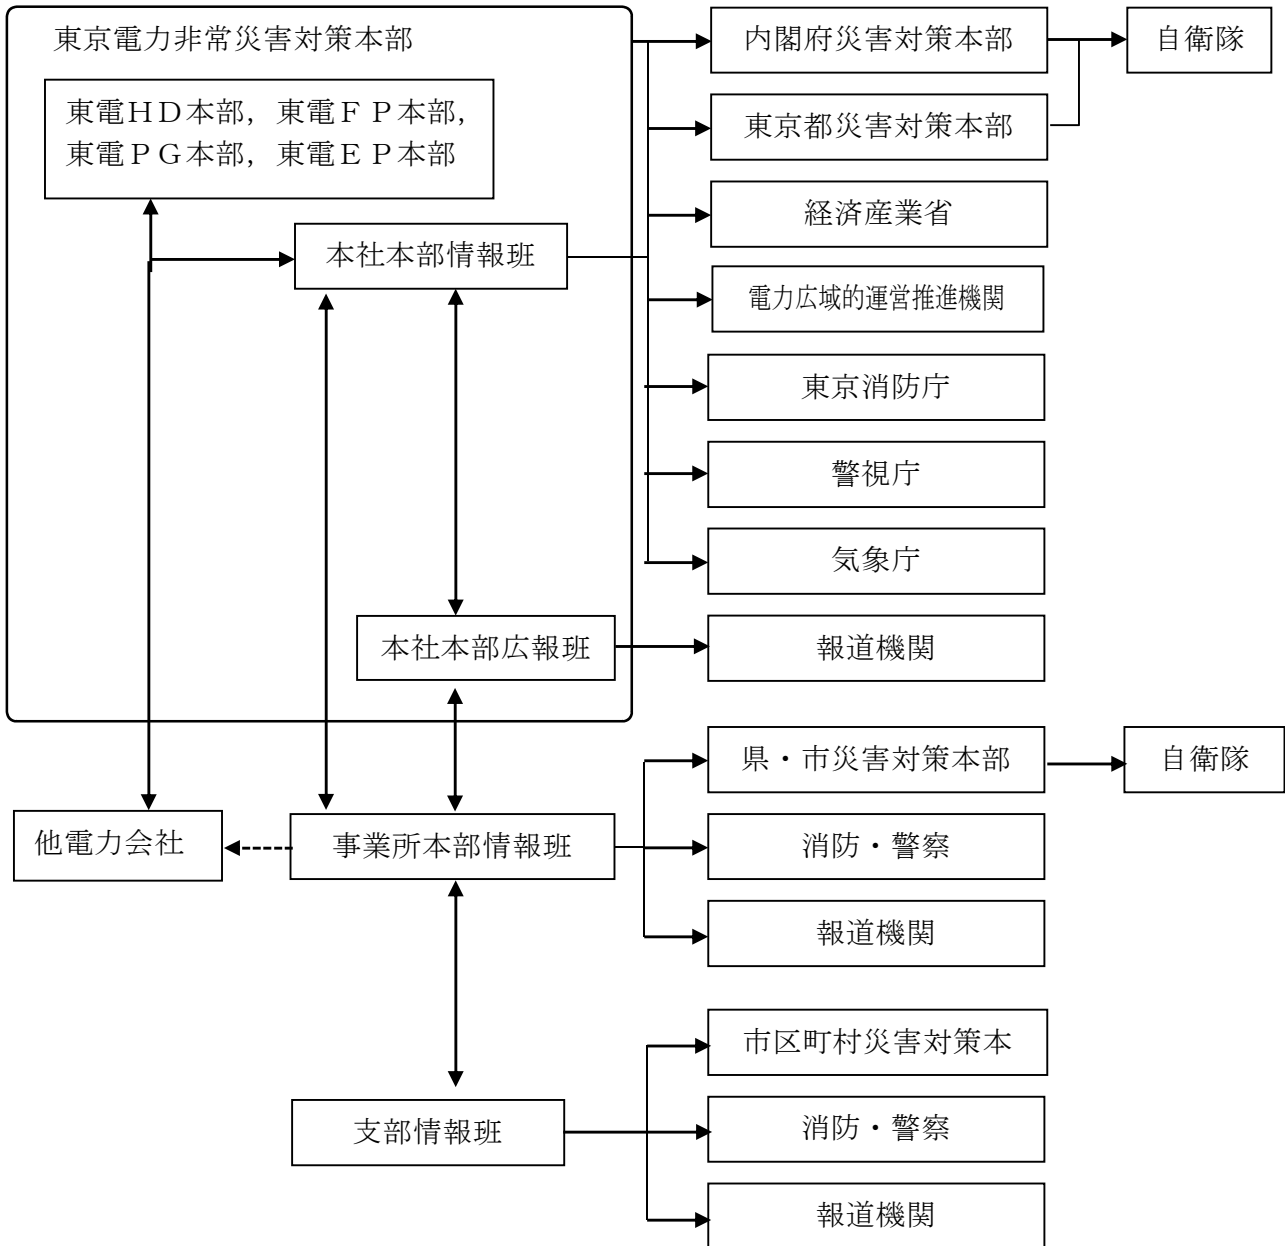 東京電力非常災害対策本部
東電ＨＤ本部，東電ＦＰ本部，
東電ＰＧ本部，東電ＥＰ本部
本社本部情報班
本社本部広報班
内閣府災害対策本部
自衛隊
東京都災害対策本部
経済産業省
電力広域的運営推進機関
東京消防庁
警視庁
気象庁
報道機関
他電力会社
事業所本部情報班
県・市災害対策本部
自衛隊
消防・警察
報道機関
支部情報班
市区町村災害対策本
消防・警察
報道機関